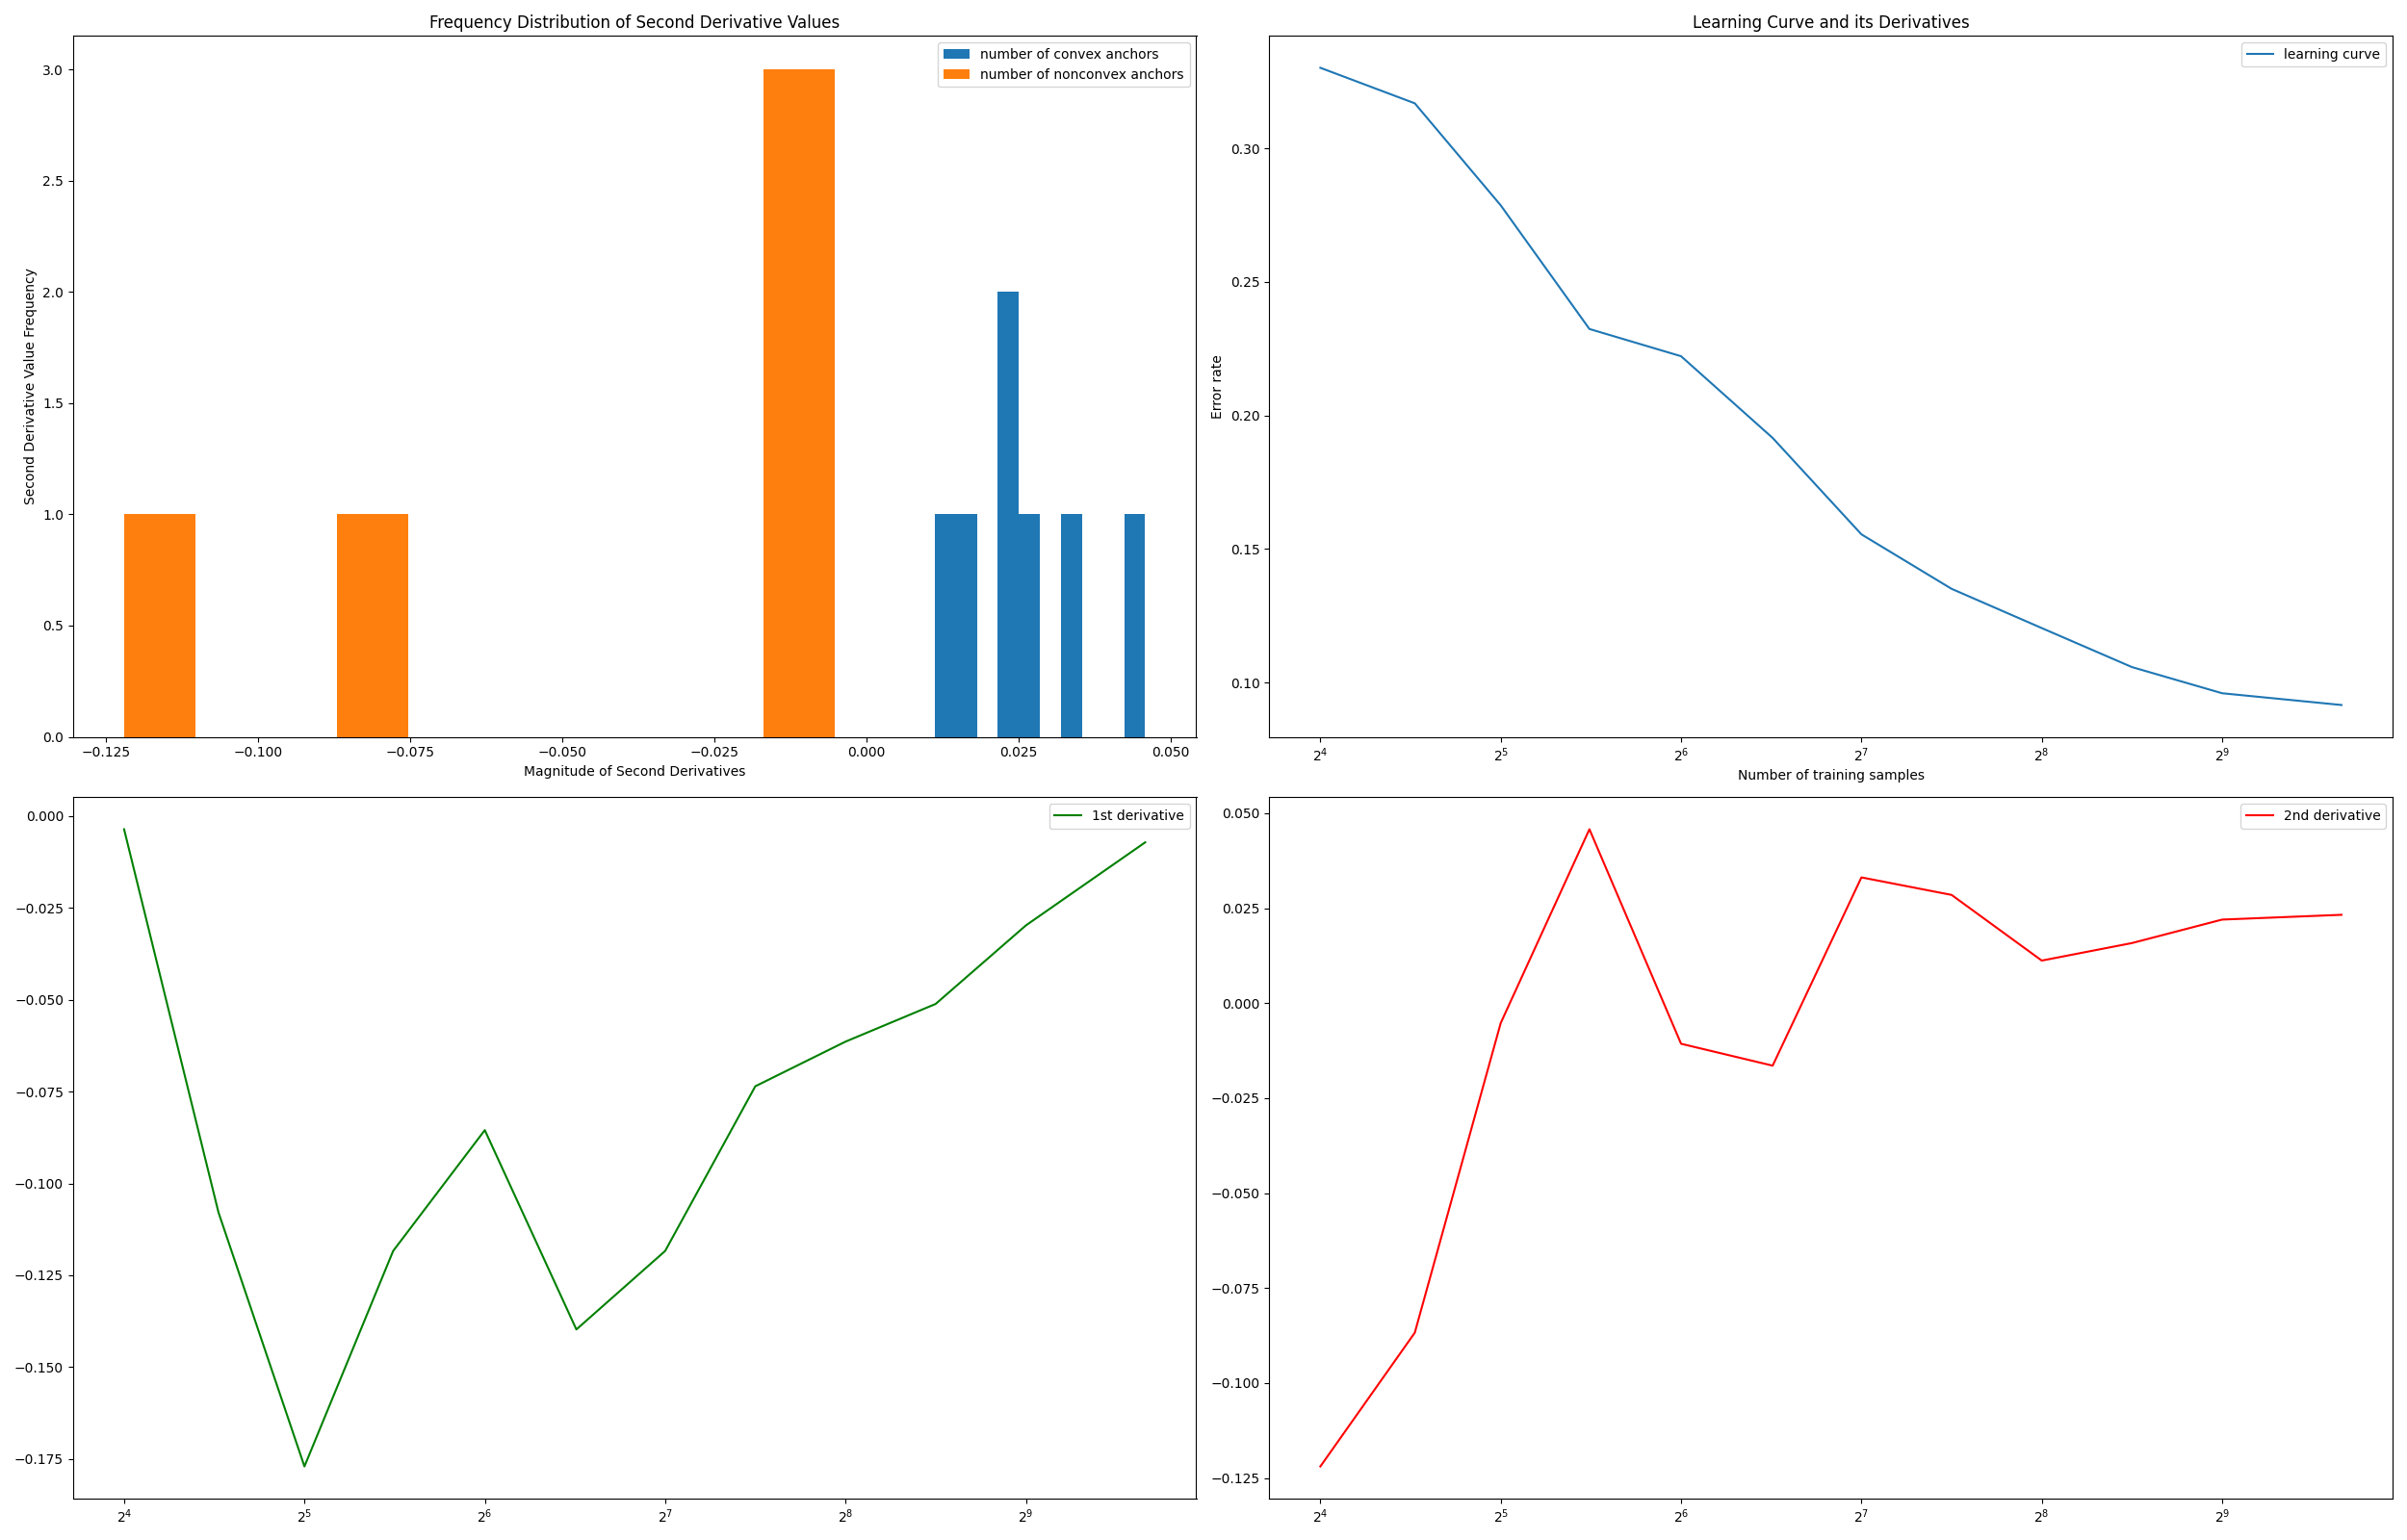 Frequency Distribution of Second Derivative Values
number of convex anchors
number of nonconvex anchors
3.0
2.5
2.0
1.5
1.0
0.5
0.0
Second Derivative Value Frequency
−0.125 −0.100 −0.075 −0.050 −0.025 0.000 0.025 0.050
Magnitude of Second Derivatives
Learning Curve and its Derivatives
learning curve
0.30
0.25
0.20
0.15
0.10
Error rate
2⁴ 2⁵ 2⁶ 2⁷ 2⁸ 2⁹
Number of training samples
1st derivative
0.000
−0.025
−0.050
−0.075
−0.100
−0.125
−0.150
−0.175
2⁴ 2⁵ 2⁶ 2⁷ 2⁸ 2⁹
2nd derivative
0.050
0.025
0.000
−0.025
−0.050
−0.075
−0.100
−0.125
2⁴ 2⁵ 2⁶ 2⁷ 2⁸ 2⁹